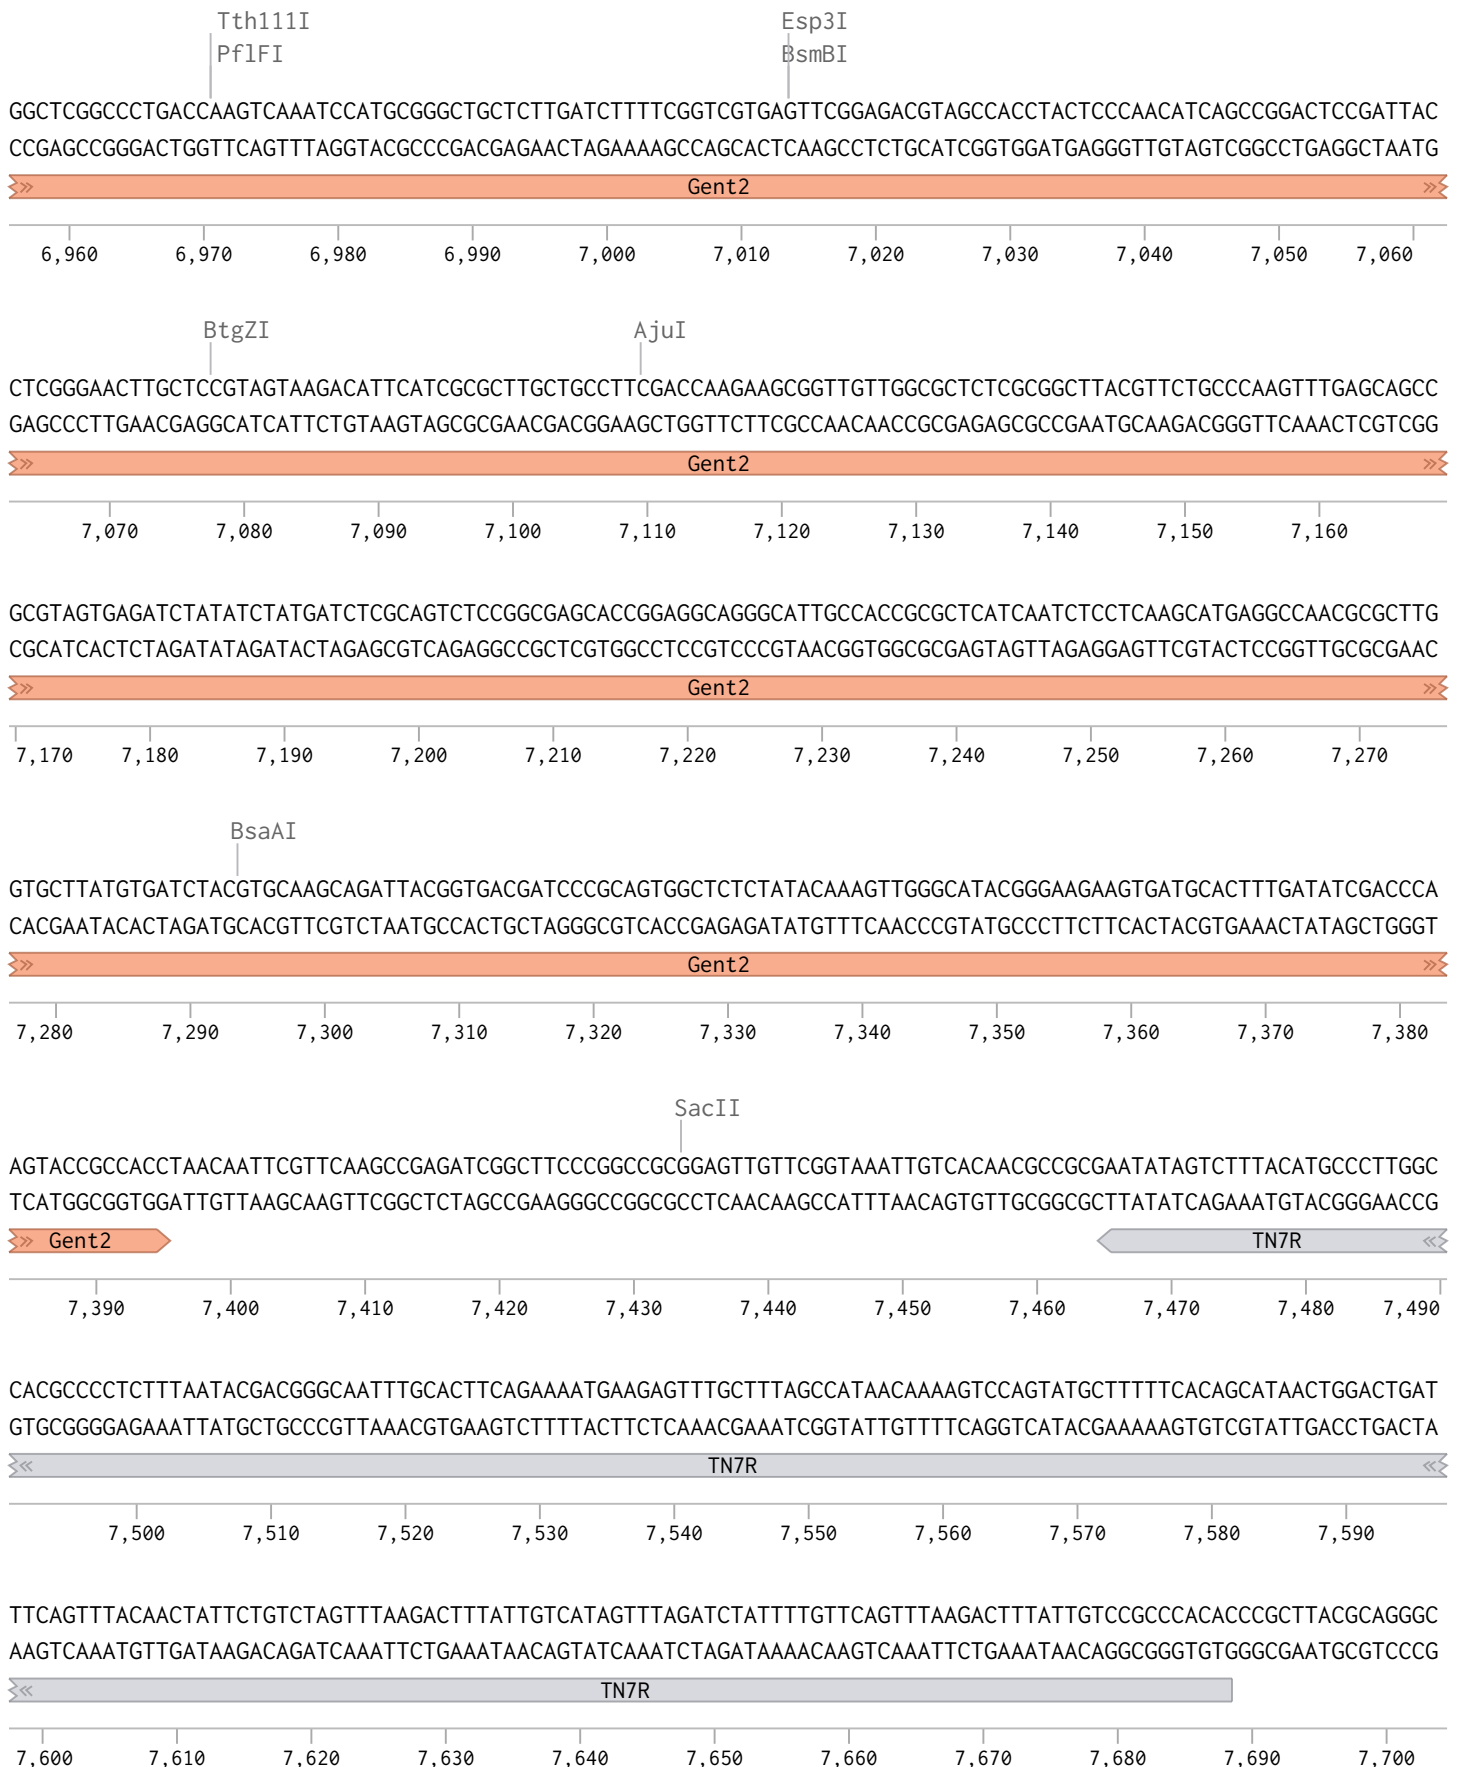 Tth111I Esp3I
PflFI BsmBI
GGCTCGGCCCTGACCAAGTCAAATCCATGCGGGCTGCTCTTGATCTTTTCGGTCGTGAGTTCGGAGACGTAGCCACCTACTCCCAACATCAGCCGGACTCCGATTAC
CCGAGCCGGGACTGGTTCAGTTTAGGTACGCCCGACGAGAACTAGAAAAGCCAGCACTCAAGCCTCTGCATCGGTGGATGAGGGTTGTAGTCGGCCTGAGGCTAATG
Gent2
6,960 6,970 6,980 6,990 7,000 7,010 7,020 7,030 7,040 7,050 7,060
BtgZI AjuI
CTCGGGAACTTGCTCCGTAGTAAGACATTCATCGCGCTTGCTGCCTTCGACCAAGAAGCGGTTGTTGGCGCTCTCGCGGCTTACGTTCTGCCCAAGTTTGAGCAGCC
GAGCCCTTGAACGAGGCATCATTCTGTAAGTAGCGCGAACGACGGAAGCTGGTTCTTCGCCAACAACCGCGAGAGCGCCGAATGCAAGACGGGTTCAAACTCGTCGG
Gent2
7,070 7,080 7,090 7,100 7,110 7,120 7,130 7,140 7,150 7,160
GCGTAGTGAGATCTATATCTATGATCTCGCAGTCTCCGGCGAGCACCGGAGGCAGGGCATTGCCACCGCGCTCATCAATCTCCTCAAGCATGAGGCCAACGCGCTTG
CGCATCACTCTAGATATAGATACTAGAGCGTCAGAGGCCGCTCGTGGCCTCCGTCCCGTAACGGTGGCGCGAGTAGTTAGAGGAGTTCGTACTCCGGTTGCGCGAAC
Gent2
7,170 7,180 7,190 7,200 7,210 7,220 7,230 7,240 7,250 7,260 7,270
BsaAI
GTGCTTATGTGATCTACGTGCAAGCAGATTACGGTGACGATCCCGCAGTGGCTCTCTATACAAAGTTGGGCATACGGGAAGAAGTGATGCACTTTGATATCGACCCA
CACGAATACACTAGATGCACGTTCGTCTAATGCCACTGCTAGGGCGTCACCGAGAGATATGTTTCAACCCGTATGCCCTTCTTCACTACGTGAAACTATAGCTGGGT
Gent2
7,280 7,290 7,300 7,310 7,320 7,330 7,340 7,350 7,360 7,370 7,380
SacII
AGTACCGCCACCTAACAATTCGTTCAAGCCGAGATCGGCTTCCCGGCCGCGGAGTTGTTCGGTAAATTGTCACAACGCCGCGAATATAGTCTTTACATGCCCTTGGC
TCATGGCGGTGGATTGTTAAGCAAGTTCGGCTCTAGCCGAAGGGCCGGCGCCTCAACAAGCCATTTAACAGTGTTGCGGCGCTTATATCAGAAATGTACGGGAACCG
Gent2 TN7R
7,390 7,400 7,410 7,420 7,430 7,440 7,450 7,460 7,470 7,480 7,490
CACGCCCCTCTTTAATACGACGGGCAATTTGCACTTCAGAAAATGAAGAGTTTGCTTTAGCCATAACAAAAGTCCAGTATGCTTTTTCACAGCATAACTGGACTGAT
GTGCGGGGAGAAATTATGCTGCCCGTTAAACGTGAAGTCTTTTACTTCTCAAACGAAATCGGTATTGTTTTCAGGTCATACGAAAAAGTGTCGTATTGACCTGACTA
TN7R
7,500 7,510 7,520 7,530 7,540 7,550 7,560 7,570 7,580 7,590
TTCAGTTTACAACTATTCTGTCTAGTTTAAGACTTTATTGTCATAGTTTAGATCTATTTTGTTCAGTTTAAGACTTTATTGTCCGCCCACACCCGCTTACGCAGGGC
AAGTCAAATGTTGATAAGACAGATCAAATTCTGAAATAACAGTATCAAATCTAGATAAAACAAGTCAAATTCTGAAATAACAGGCGGGTGTGGGCGAATGCGTCCCG
TN7R
7,600 7,610 7,620 7,630 7,640 7,650 7,660 7,670 7,680 7,690 7,700